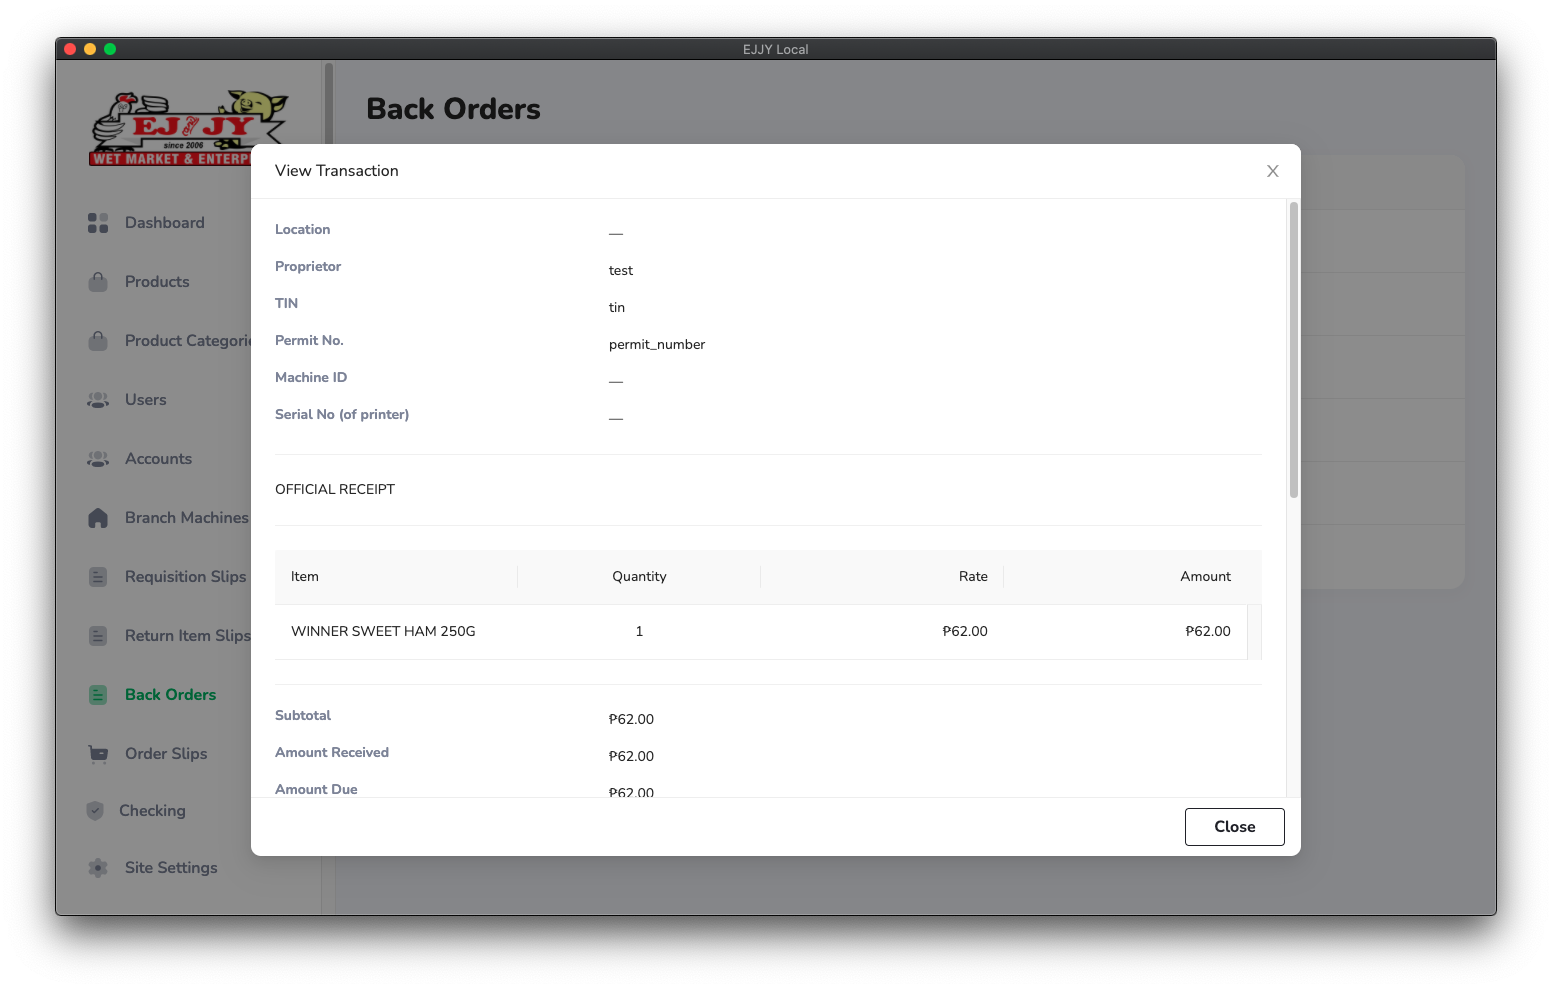 EJJY Local
EJ JY
since 2006
WET MARKET & ENTERP
Back Orders
Dashboard
Products
Product Categorie
Users
Accounts
Branch Machines
Requisition Slips
Return Item Slips
Back Orders
Order Slips
Checking
Site Settings
View Transaction
X
Location —
Proprietor test
TIN tin
Permit No. permit_number
Machine ID —
Serial No (of printer) —
OFFICIAL RECEIPT
Item Quantity Rate Amount
WINNER SWEET HAM 250G 1 ₱62.00 ₱62.00
Subtotal ₱62.00
Amount Received ₱62.00
Amount Due ₱62.00
Close